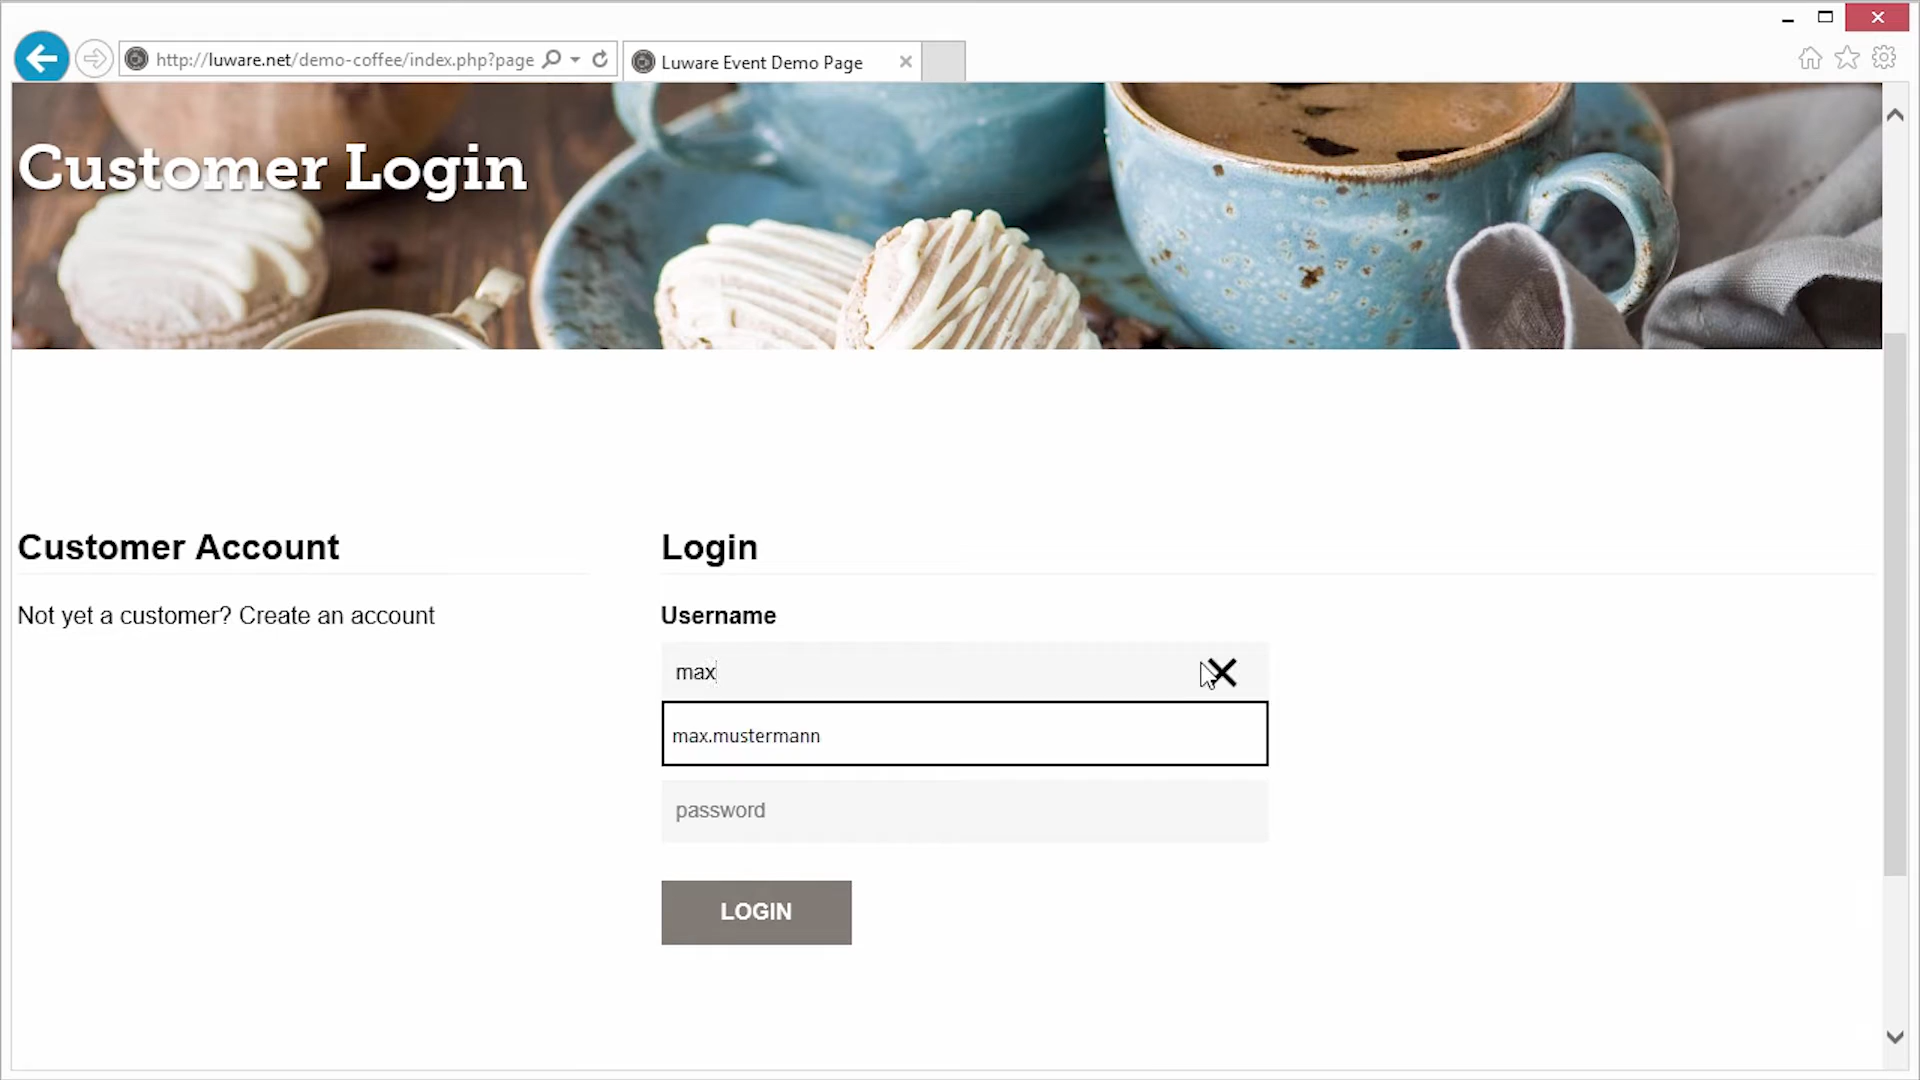 http://luware.net/demo-coffee/index.php?page
Luware Event Demo Page
Customer Login
Customer Account
Not yet a customer? Create an account
Login
Username
max
max.mustermann
password
LOGIN